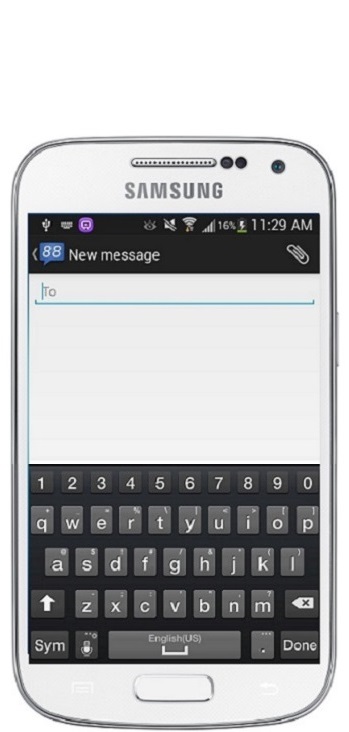 SAMSUNG
16% 11:29 AM
88 New message
To
1 2 3 4 5 6 7 8 9 0
q w e r t y u i o p
a s d f g h j k l
z x c v b n m
English(US)
Sym . Done